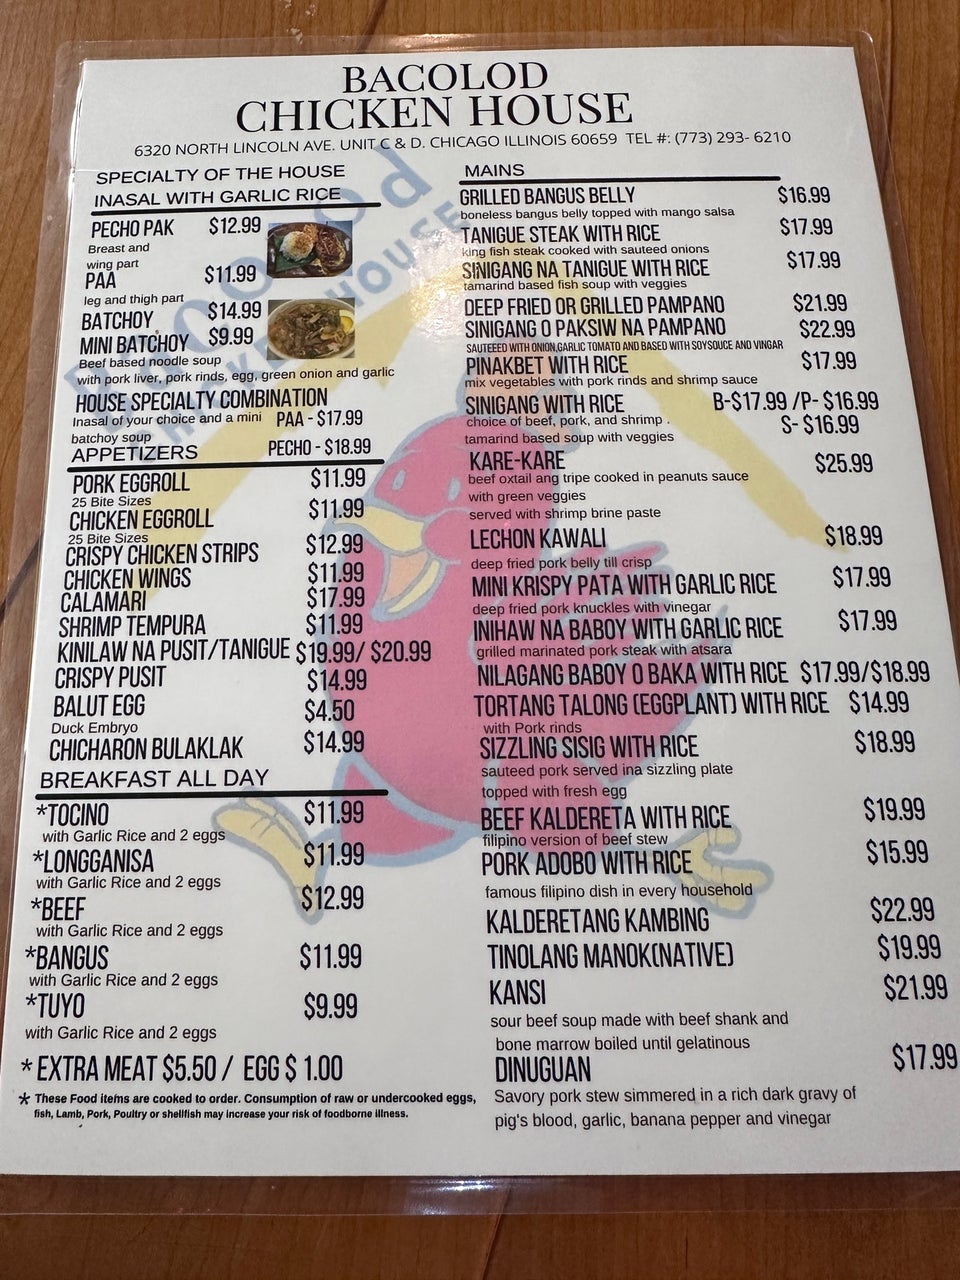 BACOLOD
CHICKEN HOUSE
6320 NORTH LINCOLN AVE. UNIT C & D. CHICAGO ILLINOIS 60659 TEL #: (773) 293- 6210
SPECIALTY OF THE HOUSE
INASAL WITH GARLIC RICE
PECHO PAK $12.99
Breast and
wing part
PAA $11.99
leg and thigh part
BATCHOY $14.99
MINI BATCHOY $9.99
Beef based noodle soup
with pork liver, pork rinds, egg, green onion and garlic
HOUSE SPECIALTY COMBINATION
Inasal of your choice and a mini PAA - $17.99
batchoy soup
PECHO - $18.99
APPETIZERS
PORK EGGROLL $11.99
25 Bite Sizes
CHICKEN EGGROLL $11.99
25 Bite Sizes
CRISPY CHICKEN STRIPS $12.99
CHICKEN WINGS $11.99
CALAMARI $17.99
SHRIMP TEMPURA $11.99
KINILAW NA PUSIT/TANIGUE $19.99/ $20.99
CRISPY PUSIT $14.99
BALUT EGG $4.50
Duck Embryo
CHICHARON BULAKLAK $14.99
BREAKFAST ALL DAY
*TOCINO $11.99
with Garlic Rice and 2 eggs
*LONGGANISA $11.99
with Garlic Rice and 2 eggs
*BEEF $12.99
with Garlic Rice and 2 eggs
*BANGUS $11.99
with Garlic Rice and 2 eggs
*TUYO $9.99
with Garlic Rice and 2 eggs
* EXTRA MEAT $5.50 / EGG $ 1.00
* These Food items are cooked to order. Consumption of raw or undercooked eggs,
fish, Lamb, Pork, Poultry or shellfish may increase your risk of foodborne illness.
MAINS
GRILLED BANGUS BELLY $16.99
boneless bangus belly topped with mango salsa
TANIGUE STEAK WITH RICE $17.99
king fish steak cooked with sauteed onions
SINIGANG NA TANIGUE WITH RICE $17.99
tamarind based fish soup with veggies
DEEP FRIED OR GRILLED PAMPANO $21.99
SINIGANG O PAKSIW NA PAMPANO $22.99
SAUTEEED WITH ONION,GARLIC TOMATO AND BASED WITH SOYSOUCE AND VINGAR
PINAKBET WITH RICE $17.99
mix vegetables with pork rinds and shrimp sauce
SINIGANG WITH RICE B-$17.99 /P- $16.99
choice of beef, pork, and shrimp . S- $16.99
tamarind based soup with veggies
KARE-KARE $25.99
beef oxtail ang tripe cooked in peanuts sauce
with green veggies
served with shrimp brine paste
LECHON KAWALI $18.99
deep fried pork belly till crisp
MINI KRISPY PATA WITH GARLIC RICE $17.99
deep fried pork knuckles with vinegar
INIHAW NA BABOY WITH GARLIC RICE $17.99
grilled marinated pork steak with atsara
NILAGANG BABOY O BAKA WITH RICE $17.99/$18.99
TORTANG TALONG (EGGPLANT) WITH RICE $14.99
with Pork rinds
SIZZLING SISIG WITH RICE $18.99
sauteed pork served ina sizzling plate
topped with fresh egg
BEEF KALDERETA WITH RICE $19.99
filipino version of beef stew
PORK ADOBO WITH RICE $15.99
famous filipino dish in every household
KALDERETANG KAMBING $22.99
TINOLANG MANOK(NATIVE) $19.99
KANSI $21.99
sour beef soup made with beef shank and
bone marrow boiled until gelatinous
DINUGUAN $17.99
Savory pork stew simmered in a rich dark gravy of
pig's blood, garlic, banana pepper and vinegar